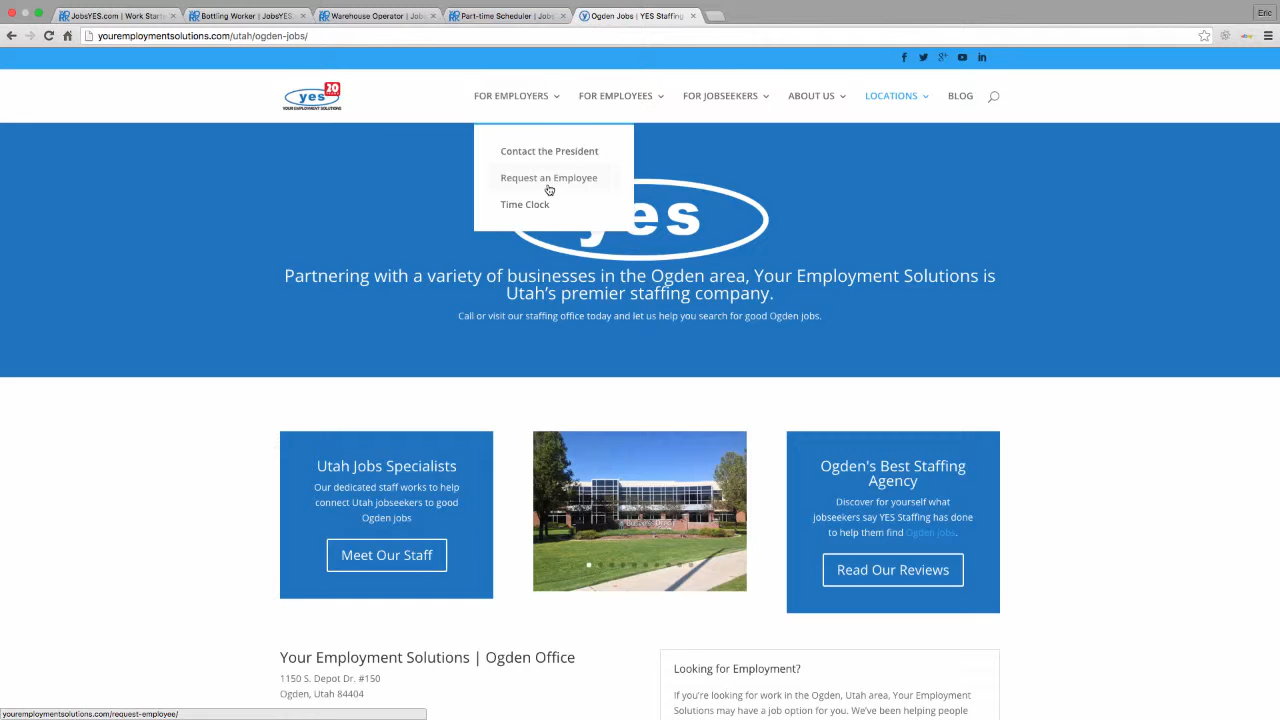 JobsYES.com | Work Starts
Bottling Worker | JobsYES.
Warehouse Operator | Jobs
Part-time Scheduler | Jobs
Ogden Jobs | YES Staffing
Eric
youremploymentsolutions.com/utah/ogden-jobs/
yes 20
YOUR EMPLOYMENT SOLUTIONS
FOR EMPLOYERS FOR EMPLOYEES FOR JOBSEEKERS ABOUT US LOCATIONS BLOG
Contact the President
Request an Employee
Time Clock
yes
Partnering with a variety of businesses in the Ogden area, Your Employment Solutions is
Utah's premier staffing company.
Call or visit our staffing office today and let us help you search for good Ogden jobs.
Utah Jobs Specialists
Our dedicated staff works to help
connect Utah jobseekers to good
Ogden jobs
Meet Our Staff
Ogden's Best Staffing
Agency
Discover for yourself what
jobseekers say YES Staffing has done
to help them find Ogden jobs.
Read Our Reviews
Your Employment Solutions | Ogden Office
1150 S. Depot Dr. #150
Ogden, Utah 84404
Looking for Employment?
If you're looking for work in the Ogden, Utah area, Your Employment
Solutions may have a job option for you. We've been helping people
youremploymentsolutions.com/request-employee/